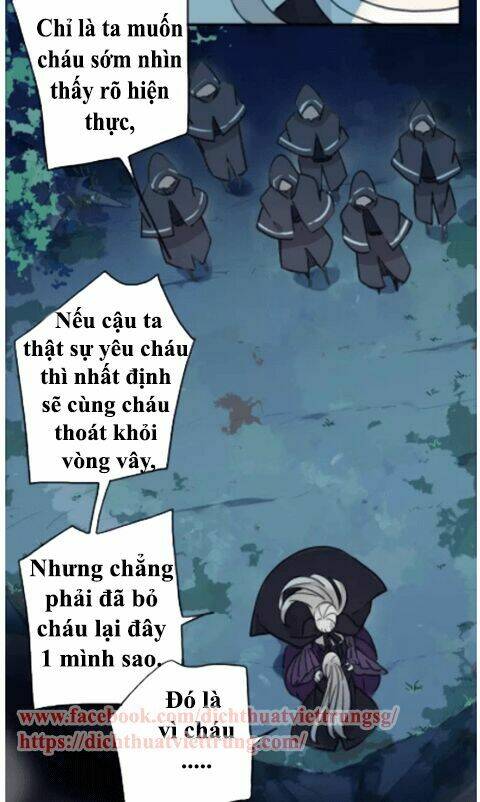 Chỉ là ta muốn
cháu sớm nhìn
thấy rõ hiện
thực,
Nếu cậu ta
thật sự yêu cháu
thì nhất định
sẽ cùng cháu
thoát khỏi
vòng vây,
Nhưng chẳng
phải đã bỏ
cháu lại đây
1 mình sao.
Đó là
vì cháu
.....
www.facebook.com/dichthuatviettrungsg/
https://dichthuatviettrung.com/